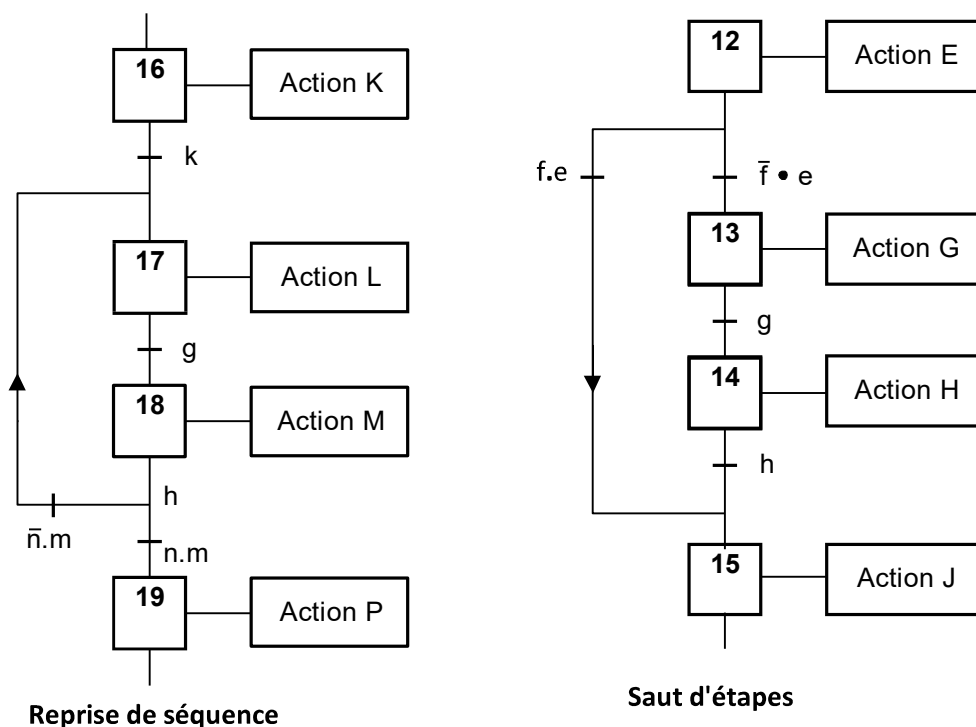 16
Action K
k
17
Action L
g
18
Action M
h
n̄.m
n.m
19
Action P
Reprise de séquence
12
Action E
f.e
f̄ • e
13
Action G
g
14
Action H
h
15
Action J
Saut d'étapes